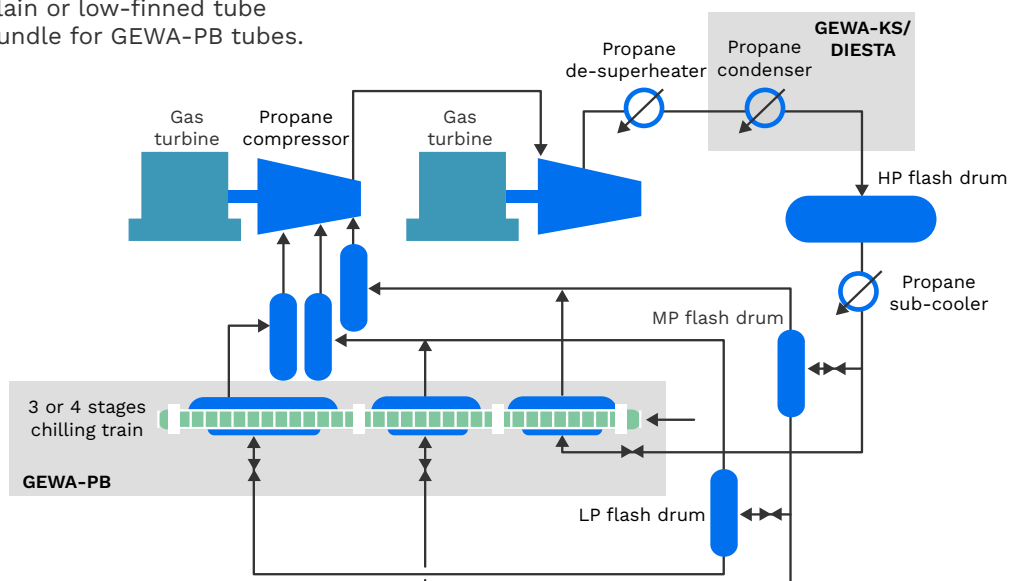 lain or low-finned tube
undle for GEWA-PB tubes.
GEWA-KS/
DIESTA
Propane
de-superheater
Propane
condenser
Gas
turbine
Propane
compressor
Gas
turbine
HP flash drum
Propane
sub-cooler
MP flash drum
3 or 4 stages
chilling train
GEWA-PB
LP flash drum